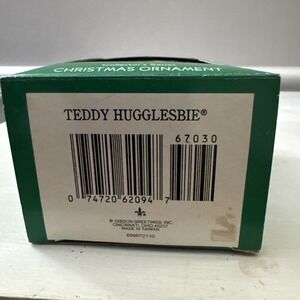 Collector's Series
CHRISTMAS ORNAMENT
TEDDY HUGGLESBIE®
67030
0 74720 62094 7
© GIBSON GREETINGS, INC.
CINCINNATI, OHIO 45237
MADE IN TAIWAN
699R72110